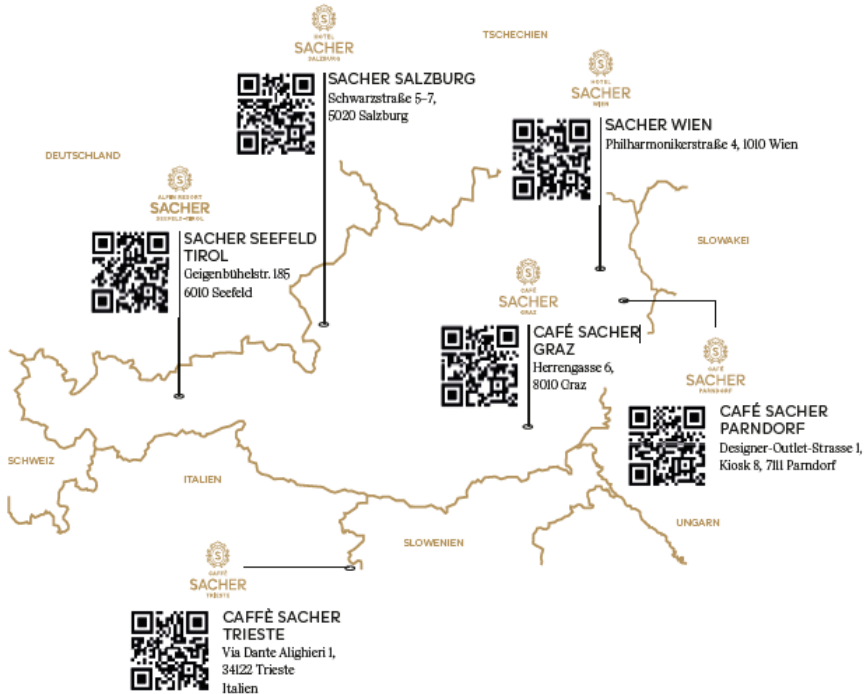 HOTEL
SACHER
SALZBURG
TSCHECHIEN
SACHER SALZBURG
Schwarzstraße 5–7,
5020 Salzburg
HOTEL
SACHER
WIEN
SACHER WIEN
Philharmonikerstraße 4, 1010 Wien
DEUTSCHLAND
ALPIN RESORT
SACHER
SEEFELD-TIROL
SACHER SEEFELD
TIROL
Geigenbühelstr. 185
6010 Seefeld
SLOWAKEI
CAFÉ
SACHER
GRAZ
CAFÉ SACHER
GRAZ
Herrengasse 6,
8010 Graz
CAFÉ
SACHER
PARNDORF
CAFÉ SACHER
PARNDORF
Designer-Outlet-Strasse 1,
Kiosk 8, 7111 Parndorf
SCHWEIZ
ITALIEN
SLOWENIEN
UNGARN
CAFFÈ
SACHER
TRIESTE
CAFFÈ SACHER
TRIESTE
Via Dante Alighieri 1,
34122 Trieste
Italien